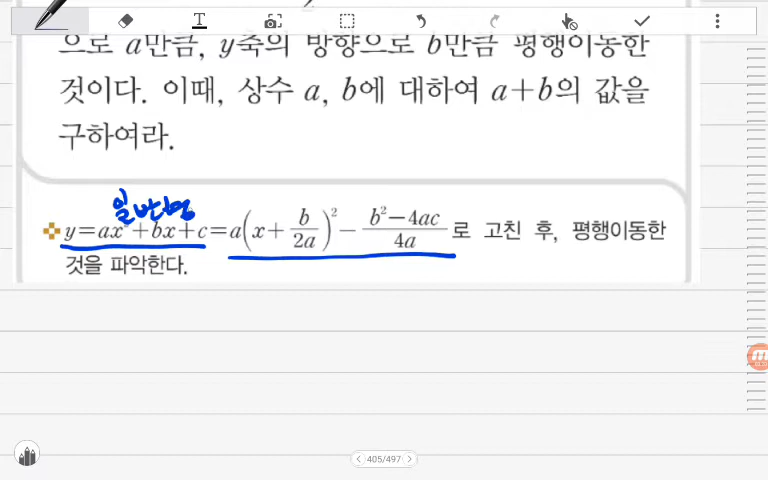 으로 a만큼, y축의 방향으로 b만큼 평행이동한
것이다. 이때, 상수 a, b에 대하여 a+b의 값을
구하여라.
일반형
y=ax²+bx+c=a(x+b/2a)²-b²-4ac/4a로 고친 후, 평행이동한
것을 파악한다.
405/497